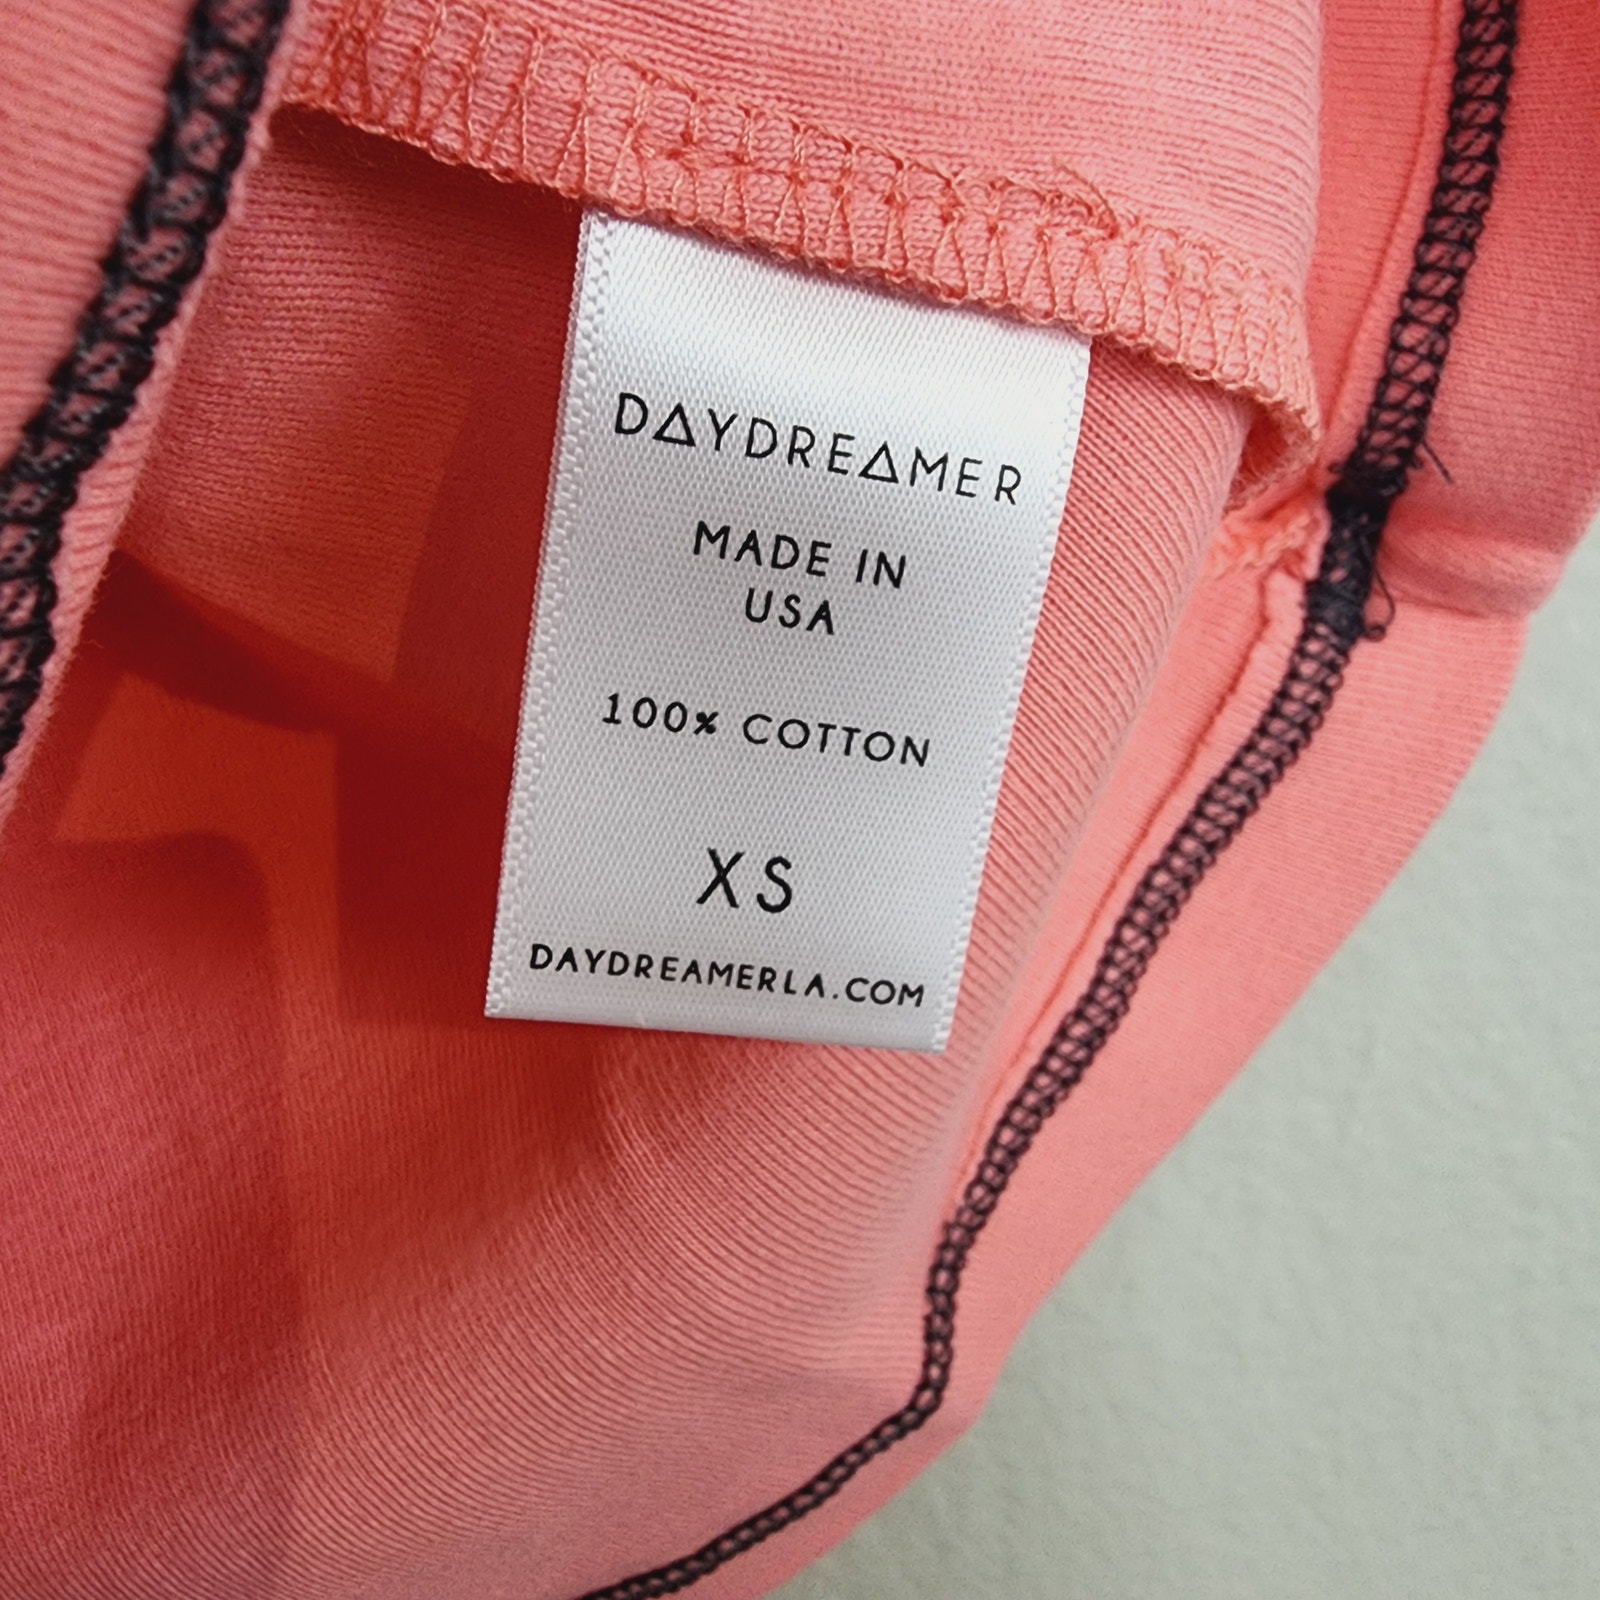 DAYDREAMER
MADE IN
USA
100% COTTON
XS
DAYDREAMERLA.COM